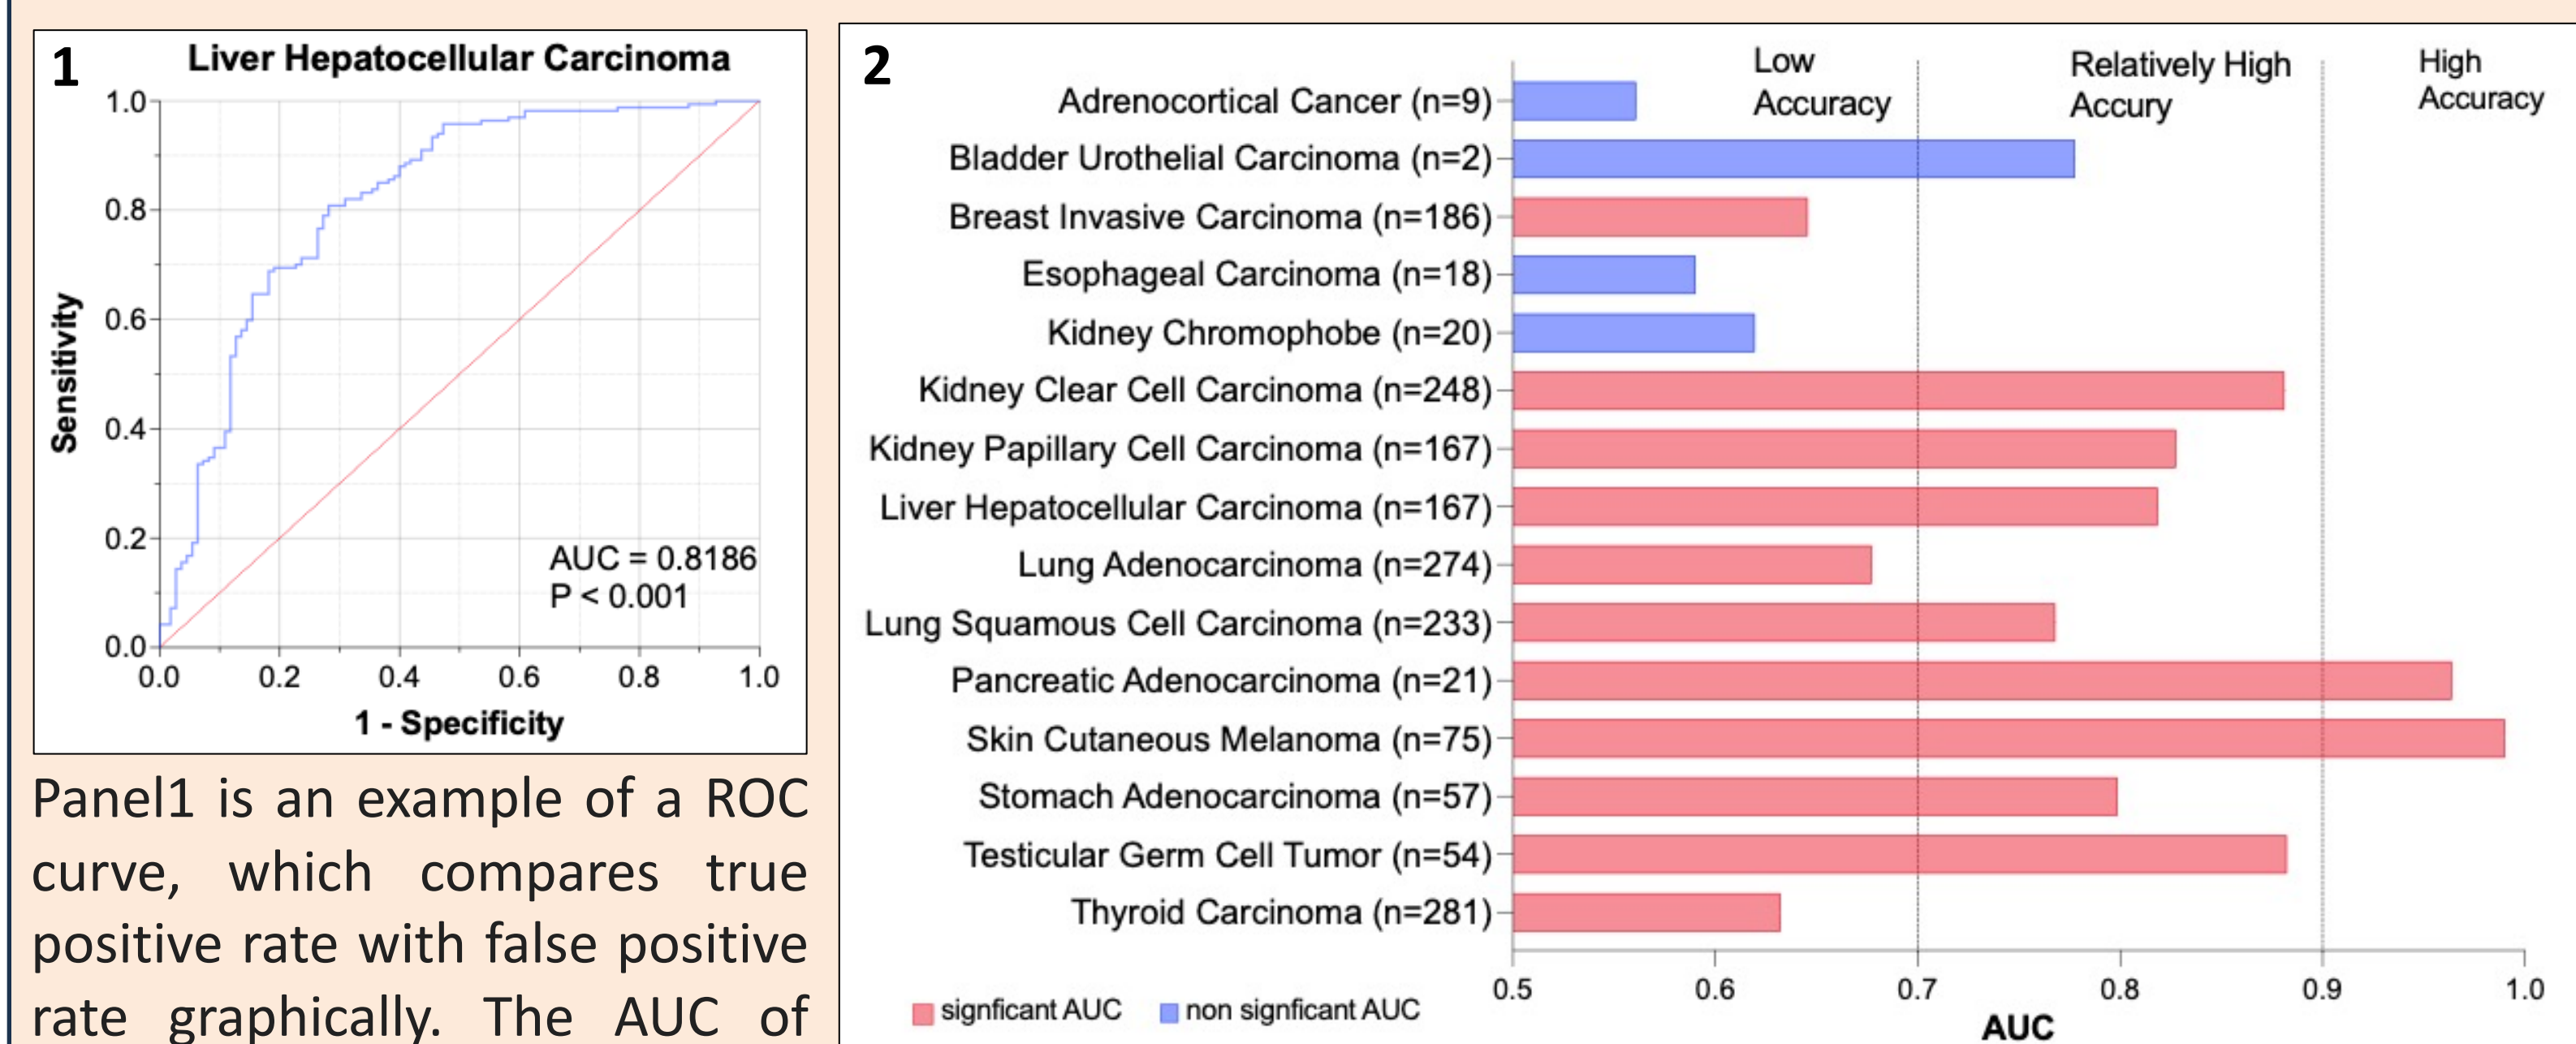 1
Liver Hepatocellular Carcinoma
1.0
0.8
0.6
0.4
0.2
0.0
Sensitivity
AUC = 0.8186
P < 0.001
0.0 0.2 0.4 0.6 0.8 1.0
1 - Specificity
Panel1 is an example of a ROC
curve, which compares true
positive rate with false positive
rate graphically. The AUC of
2
Low
Accuracy
Relatively High
Accury
High
Accuracy
Adrenocortical Cancer (n=9)
Bladder Urothelial Carcinoma (n=2)
Breast Invasive Carcinoma (n=186)
Esophageal Carcinoma (n=18)
Kidney Chromophobe (n=20)
Kidney Clear Cell Carcinoma (n=248)
Kidney Papillary Cell Carcinoma (n=167)
Liver Hepatocellular Carcinoma (n=167)
Lung Adenocarcinoma (n=274)
Lung Squamous Cell Carcinoma (n=233)
Pancreatic Adenocarcinoma (n=21)
Skin Cutaneous Melanoma (n=75)
Stomach Adenocarcinoma (n=57)
Testicular Germ Cell Tumor (n=54)
Thyroid Carcinoma (n=281)
0.5 0.6 0.7 0.8 0.9 1.0
AUC
signficant AUC
non signficant AUC